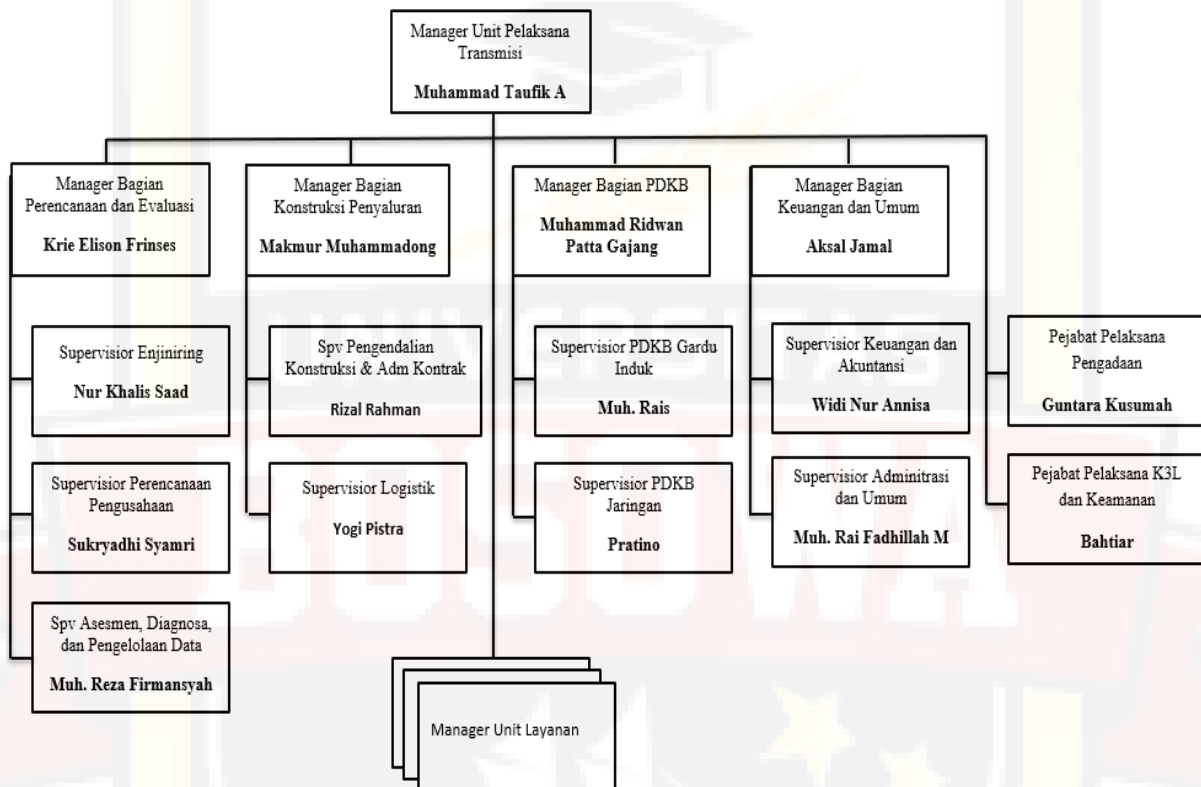 Manager Unit Pelaksana
Transmisi
Muhammad Taufik A
Manager Bagian
Perencanaan dan Evaluasi
Krie Elison Frinses
Manager Bagian
Konstruksi Penyaluran
Makmur Muhammadong
Manager Bagian PDKB
Muhammad Ridwan
Patta Gajang
Manager Bagian
Keuangan dan Umum
Aksal Jamal
Supervisior Enjiniring
Nur Khalis Saad
Spv Pengendalian
Konstruksi & Adm Kontrak
Rizal Rahman
Supervisior PDKB Gardu
Induk
Muh. Rais
Supervisior Keuangan dan
Akuntansi
Widi Nur Annisa
Pejabat Pelaksana
Pengadaan
Guntara Kusumah
Supervisior Perencanaan
Pengusahaan
Sukryadhi Syamri
Supervisior Logistik
Yogi Pistra
Supervisior PDKB
Jaringan
Pratino
Supervisior Adminitrasi
dan Umum
Muh. Rai Fadhillah M
Pejabat Pelaksana K3L
dan Keamanan
Bahtiar
Spv Asesmen, Diagnosa,
dan Pengelolaan Data
Muh. Reza Firmansyah
Manager Unit Layanan
UNIVERSITAS
BOSOWA